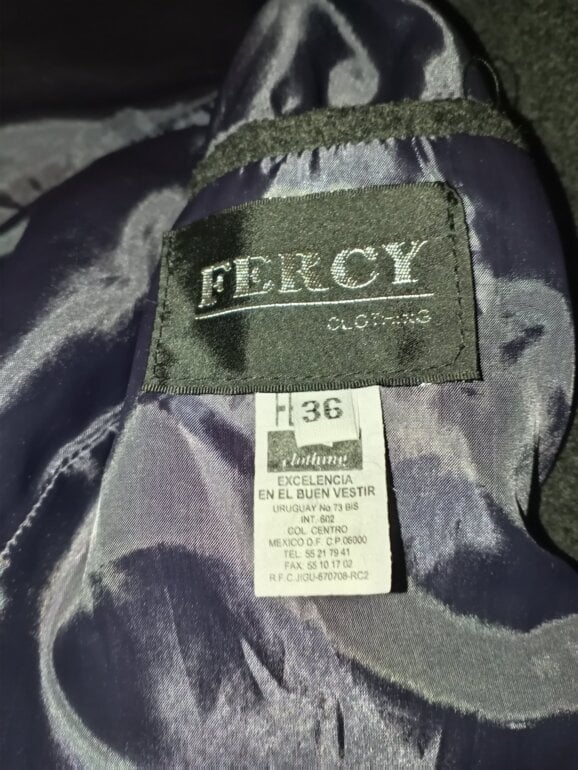 FERCY
CLOTHING
36
clothing
EXCELENCIA
EN EL BUEN VESTIR
URUGUAY No 73 BIS
INT. 602
COL. CENTRO
MEXICO D.F. C.P. 06000
TEL. 55 21 79 41
FAX. 55 10 17 02
R.F.C.JIGU-670708-RC2